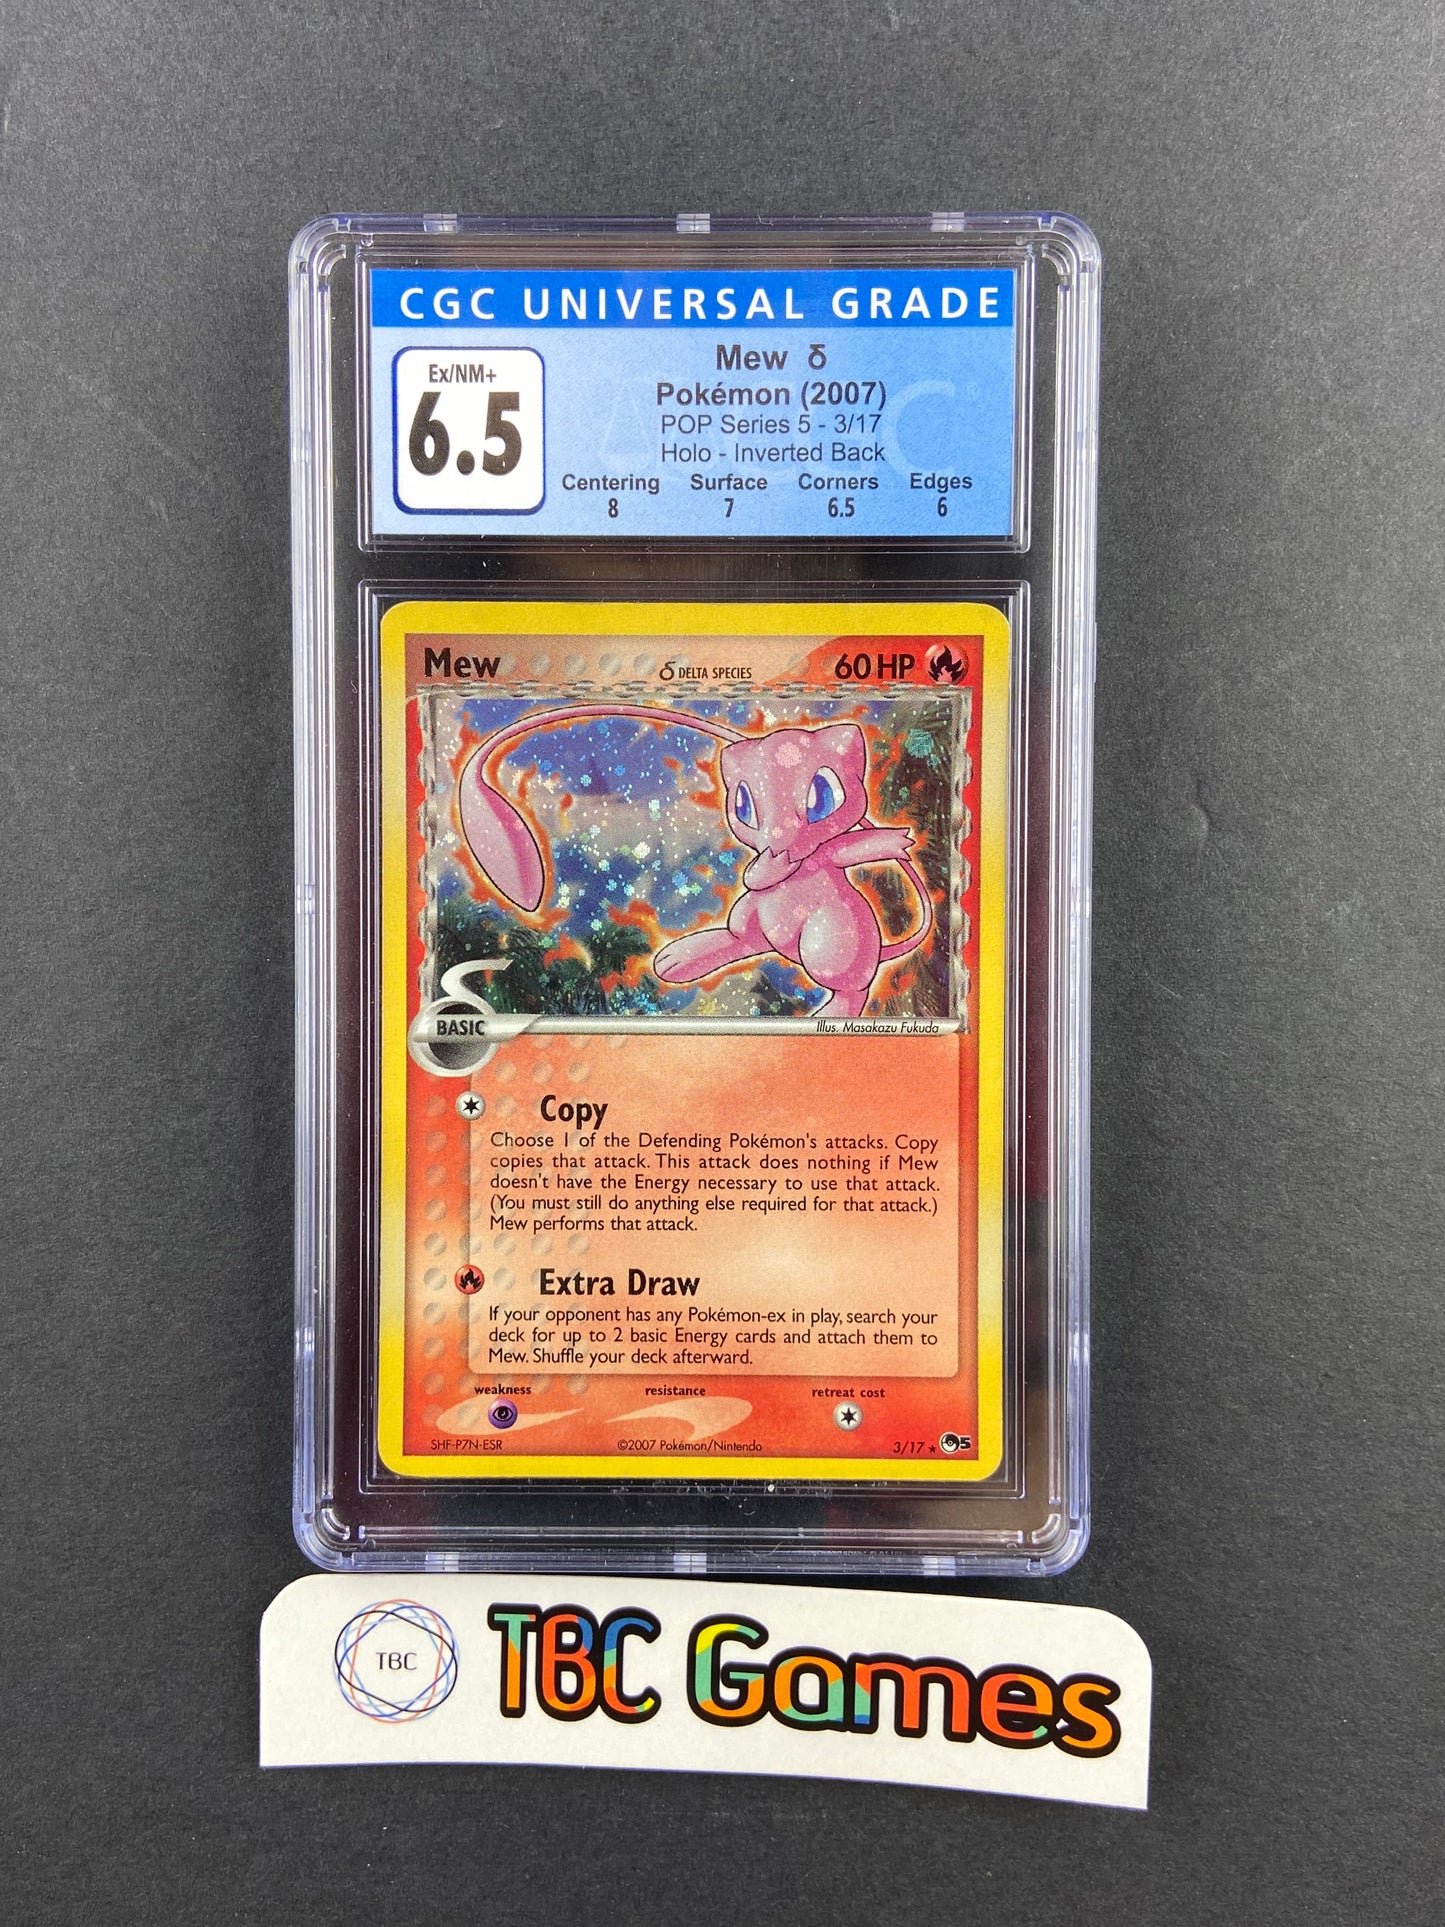 CGC UNIVERSAL GRADE
Ex/NM+
6.5
Mew δ
Pokémon (2007)
POP Series 5 - 3/17
Holo - Inverted Back
Centering Surface Corners Edges
8 7 6.5 6
Mew δ DELTA SPECIES 60 HP
BASIC
Illus. Masakazu Fukuda
Copy
Choose 1 of the Defending Pokémon's attacks. Copy
copies that attack. This attack does nothing if Mew
doesn't have the Energy necessary to use that attack.
(You must still do anything else required for that attack.)
Mew performs that attack.
Extra Draw
If your opponent has any Pokémon-ex in play, search your
deck for up to 2 basic Energy cards and attach them to
Mew. Shuffle your deck afterward.
weakness resistance retreat cost
SHF-P7N-ESR ©2007 Pokémon/Nintendo 3/17 ★ 5
TBC TBC Games